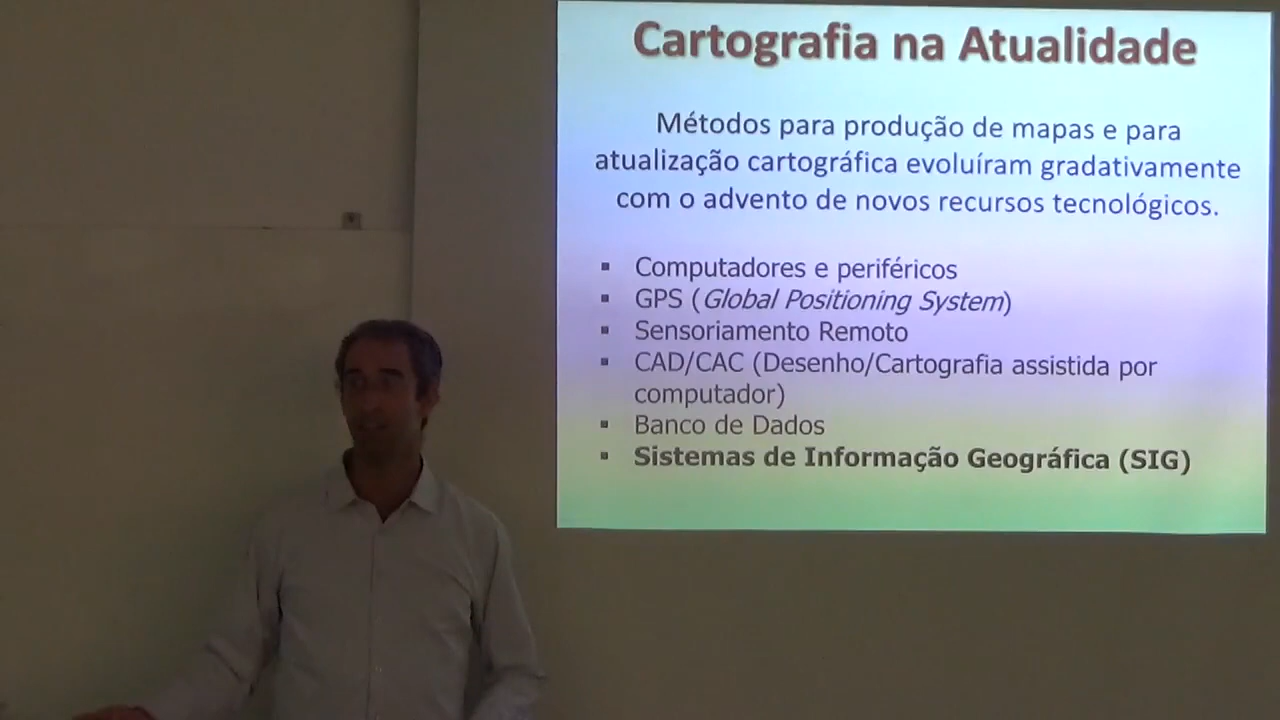 Cartografia na Atualidade
Métodos para produção de mapas e para
atualização cartográfica evoluíram gradativamente
com o advento de novos recursos tecnológicos.
▪ Computadores e periféricos
▪ GPS (Global Positioning System)
▪ Sensoriamento Remoto
▪ CAD/CAC (Desenho/Cartografia assistida por
computador)
▪ Banco de Dados
▪ Sistemas de Informação Geográfica (SIG)